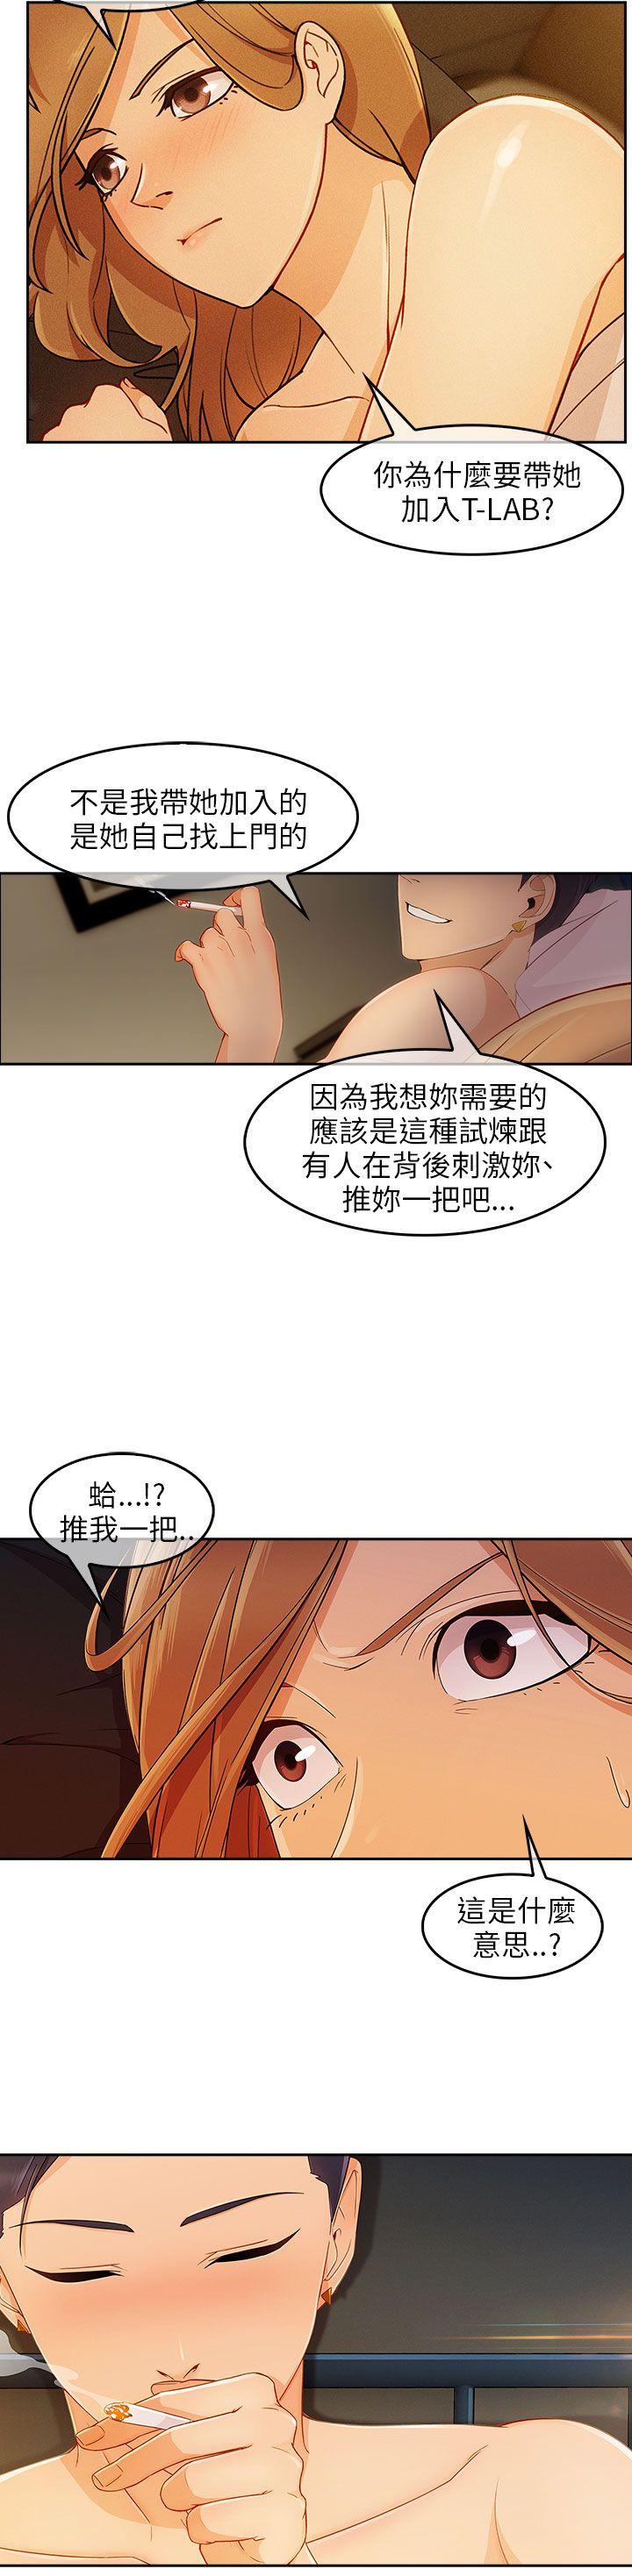 你為什麼要帶她
加入T-LAB?
不是我帶她加入的
是她自己找上門的
因為我想妳需要的
應該是這種試煉跟
有人在背後刺激妳、
推妳一把吧...
蛤...!?
推我一把..
這是什麼
意思..?